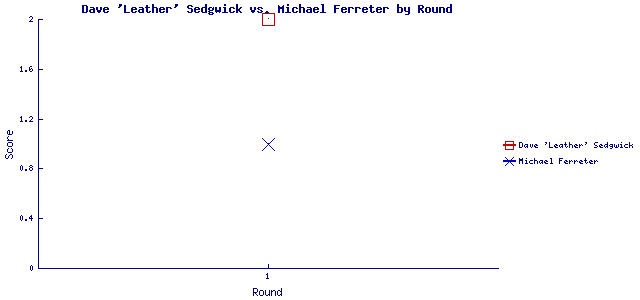 Dave 'Leather' Sedgwick vs. Michael Ferreter by Round
2
1.6
1.2
0.8
0.4
0
Score
1
Round
Dave 'Leather' Sedgwick
Michael Ferreter